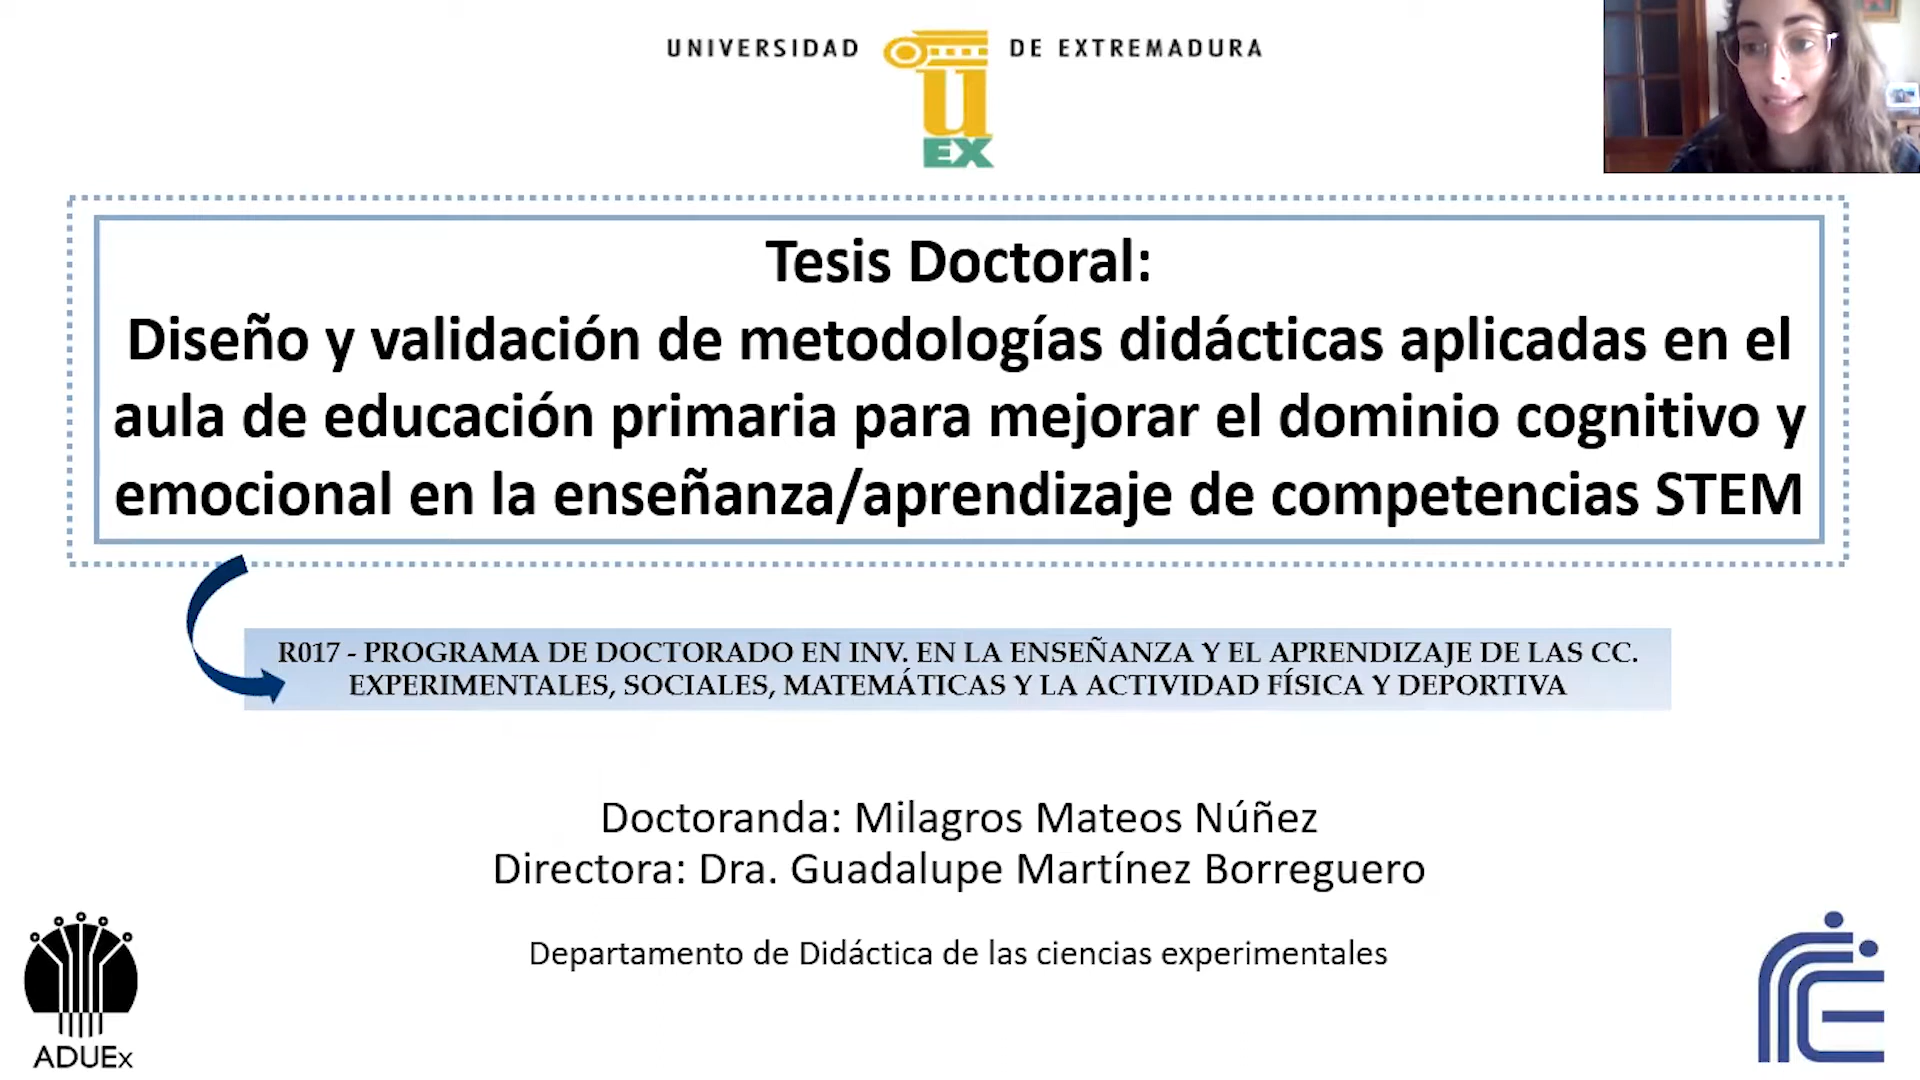 UNIVERSIDAD DE EXTREMADURA
U
EX
Tesis Doctoral:
Diseño y validación de metodologías didácticas aplicadas en el
aula de educación primaria para mejorar el dominio cognitivo y
emocional en la enseñanza/aprendizaje de competencias STEM
R017 - PROGRAMA DE DOCTORADO EN INV. EN LA ENSEÑANZA Y EL APRENDIZAJE DE LAS CC.
EXPERIMENTALES, SOCIALES, MATEMÁTICAS Y LA ACTIVIDAD FÍSICA Y DEPORTIVA
Doctoranda: Milagros Mateos Núñez
Directora: Dra. Guadalupe Martínez Borreguero
Departamento de Didáctica de las ciencias experimentales
ADUEx